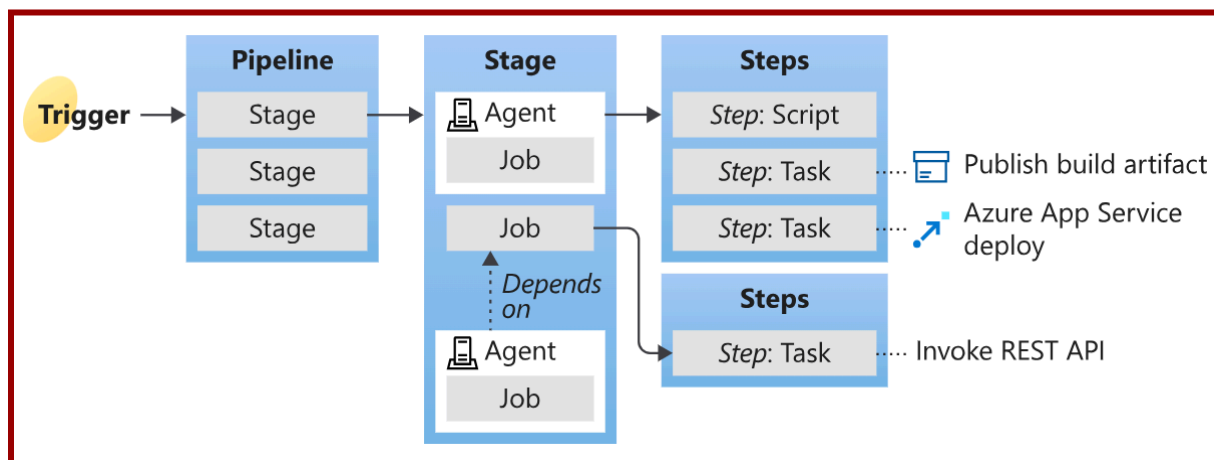 Trigger
Pipeline
Stage
Stage
Stage
Stage
Agent
Job
Job
Depends
on
Agent
Job
Steps
Step: Script
Step: Task
Publish build artifact
Step: Task
Azure App Service
deploy
Steps
Step: Task
Invoke REST API